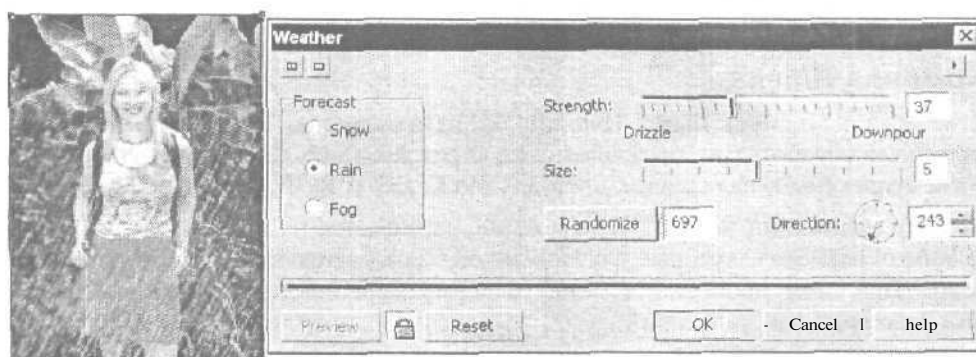 Weather
Forecast
Snow
Rain
Fog
Strength:
37
Drizzle
Downpour
Size:
5
Randomize
697
Direction:
243
Preview
Reset
OK
Cancel
help